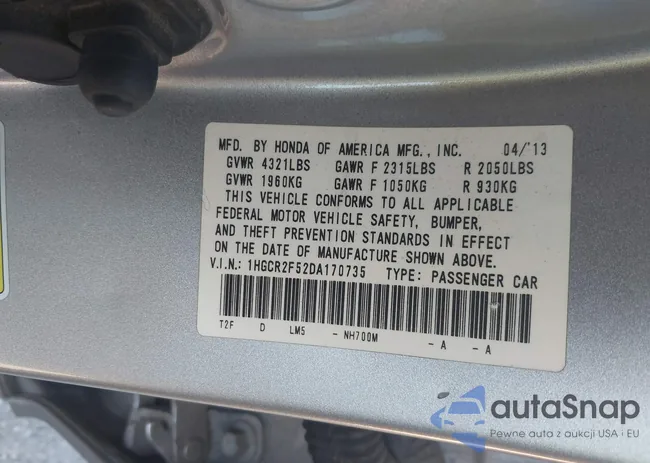 MFD. BY HONDA OF AMERICA MFG., INC. 04/'13
GVWR 4321LBS GAWR F 2315LBS R 2050LBS
GVWR 1960KG GAWR F 1050KG R 930KG
THIS VEHICLE CONFORMS TO ALL APPLICABLE
FEDERAL MOTOR VEHICLE SAFETY, BUMPER,
AND THEFT PREVENTION STANDARDS IN EFFECT
ON THE DATE OF MANUFACTURE SHOWN ABOVE.
V.I.N.: 1HGCR2F52DA170735 TYPE: PASSENGER CAR
T2F D LM5 - NH700M - A - A
autaSnap
Pewne auta z aukcji USA i EU